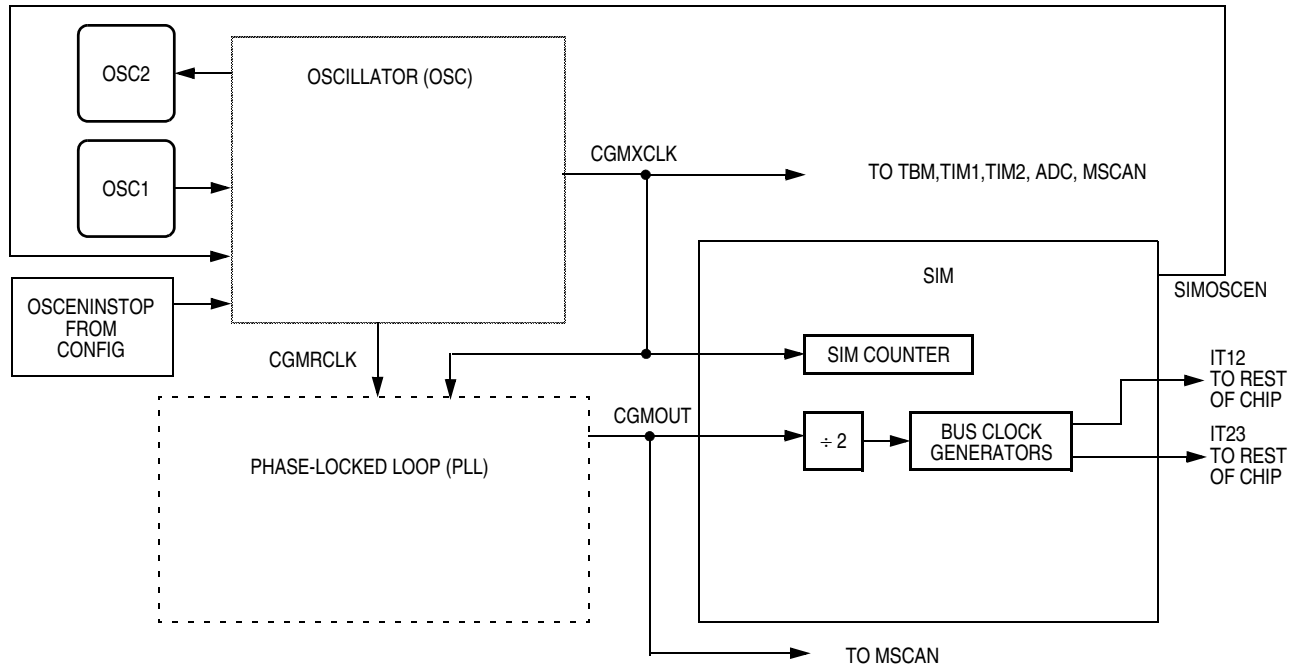 OSC2
OSCILLATOR (OSC)
CGMXCLK
TO TBM,TIM1,TIM2, ADC, MSCAN
OSC1
SIM
SIMOSCEN
OSCENINSTOP
FROM
CONFIG
CGMRCLK
SIM COUNTER
IT12
TO REST
OF CHIP
CGMOUT
÷ 2
BUS CLOCK
GENERATORS
IT23
TO REST
OF CHIP
PHASE-LOCKED LOOP (PLL)
TO MSCAN